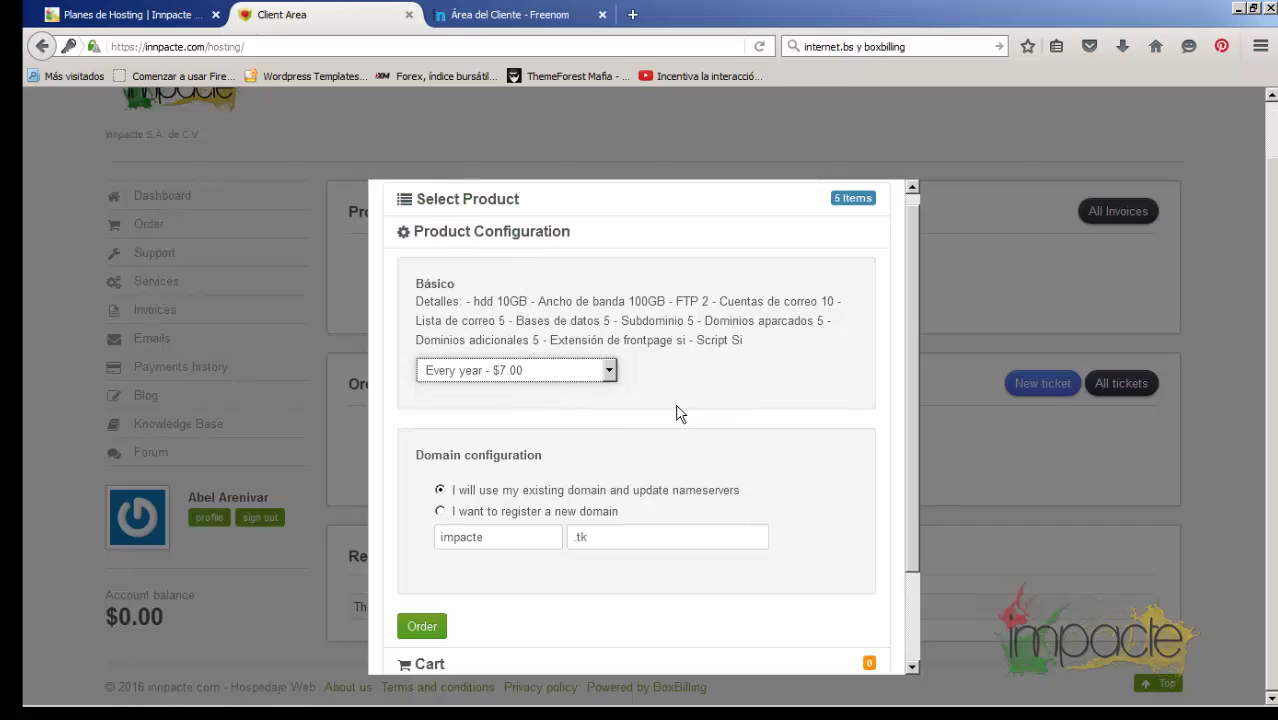 Planes de Hosting | Innpacte ...
Client Area
Área del Cliente - Freenom
https://innpacte.com/hosting/
internet.bs y boxbilling
Más visitados
Comenzar a usar Fire...
Wordpress Templates...
Forex, índice bursátil...
ThemeForest Mafia - ...
Incentiva la interacció...
Innpacte S.A. de C.V.
Dashboard
Order
Support
Services
Invoices
Emails
Payments history
Blog
Knowledge Base
Forum
Abel Arenivar
profile
sign out
Account balance
$0.00
Pro
All Invoices
Ord
New ticket
All tickets
Re
Th
Select Product
5 Items
Product Configuration
Básico
Detalles: - hdd 10GB - Ancho de banda 100GB - FTP 2 - Cuentas de correo 10 -
Lista de correo 5 - Bases de datos 5 - Subdominio 5 - Dominios aparcados 5 -
Dominios adicionales 5 - Extensión de frontpage si - Script Si
Every year - $7.00
Domain configuration
I will use my existing domain and update nameservers
I want to register a new domain
impacte
.tk
Order
Cart
0
impacte
© 2016 innpacte.com - Hospedaje Web
About us
Terms and conditions
Privacy policy
Powered by BoxBilling
Top